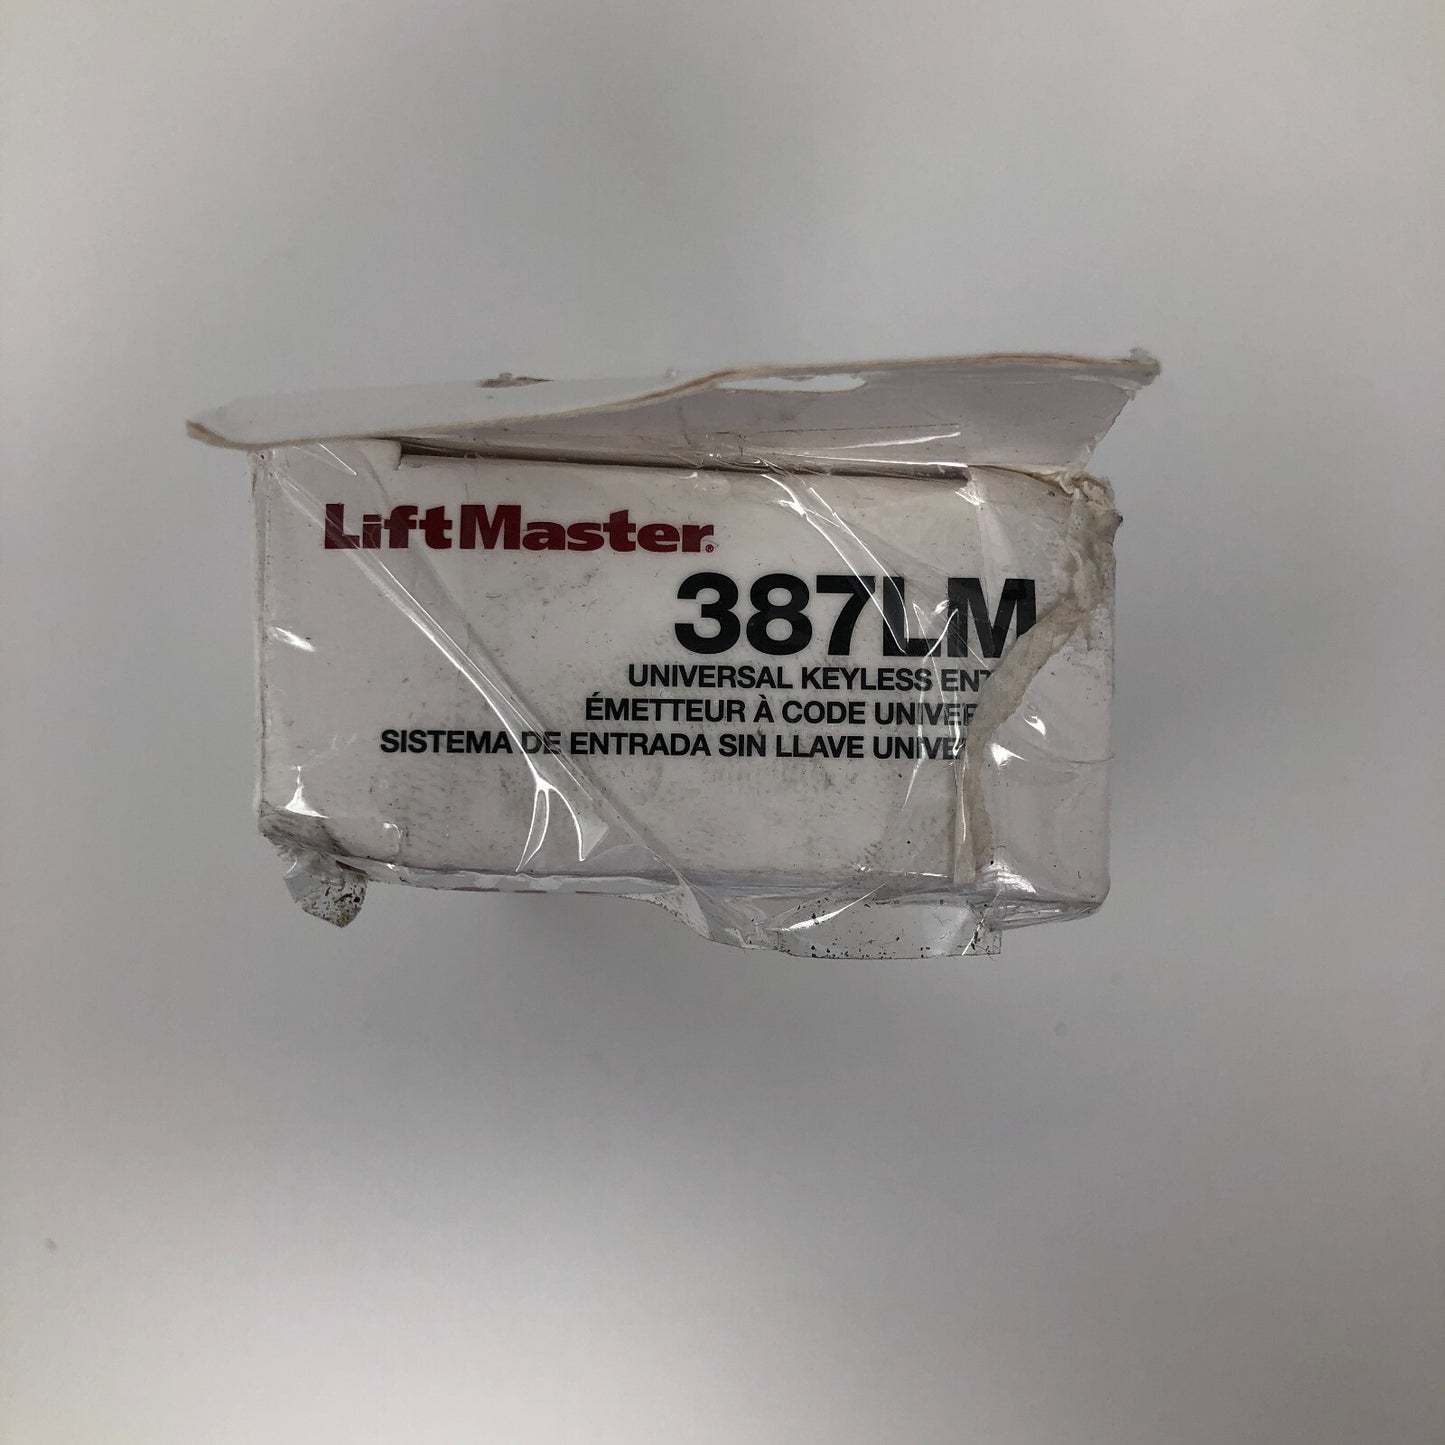 LiftMaster®
387LM
UNIVERSAL KEYLESS ENT
ÉMETTEUR À CODE UNIVER
SISTEMA DE ENTRADA SIN LLAVE UNIVE